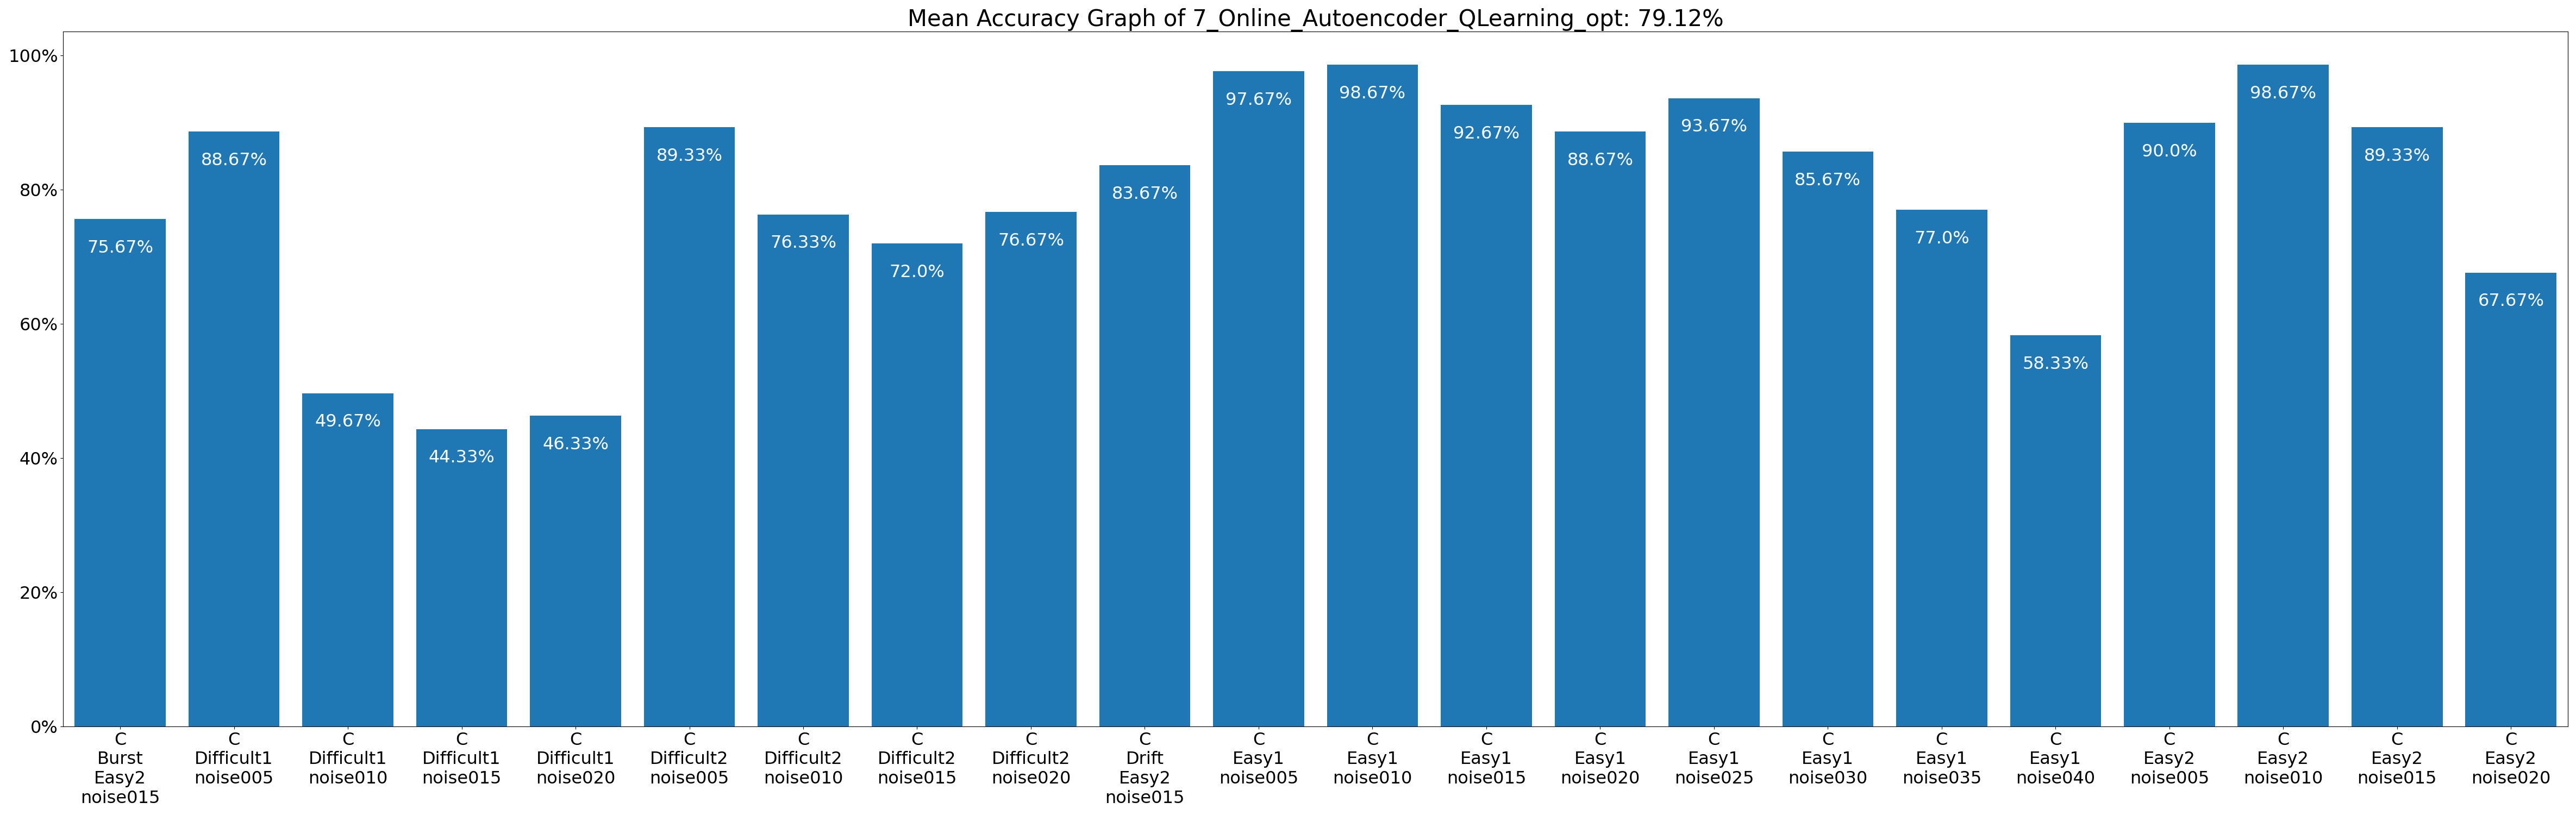 Mean Accuracy Graph of 7_Online_Autoencoder_QLearning_opt: 79.12%
100%
80%
60%
40%
20%
0%
75.67%
88.67%
49.67%
44.33%
46.33%
89.33%
76.33%
72.0%
76.67%
83.67%
97.67%
98.67%
92.67%
88.67%
93.67%
85.67%
77.0%
58.33%
90.0%
98.67%
89.33%
67.67%
C
Burst
Easy2
noise015
C
Difficult1
noise005
C
Difficult1
noise010
C
Difficult1
noise015
C
Difficult1
noise020
C
Difficult2
noise005
C
Difficult2
noise010
C
Difficult2
noise015
C
Difficult2
noise020
C
Drift
Easy2
noise015
C
Easy1
noise005
C
Easy1
noise010
C
Easy1
noise015
C
Easy1
noise020
C
Easy1
noise025
C
Easy1
noise030
C
Easy1
noise035
C
Easy1
noise040
C
Easy2
noise005
C
Easy2
noise010
C
Easy2
noise015
C
Easy2
noise020